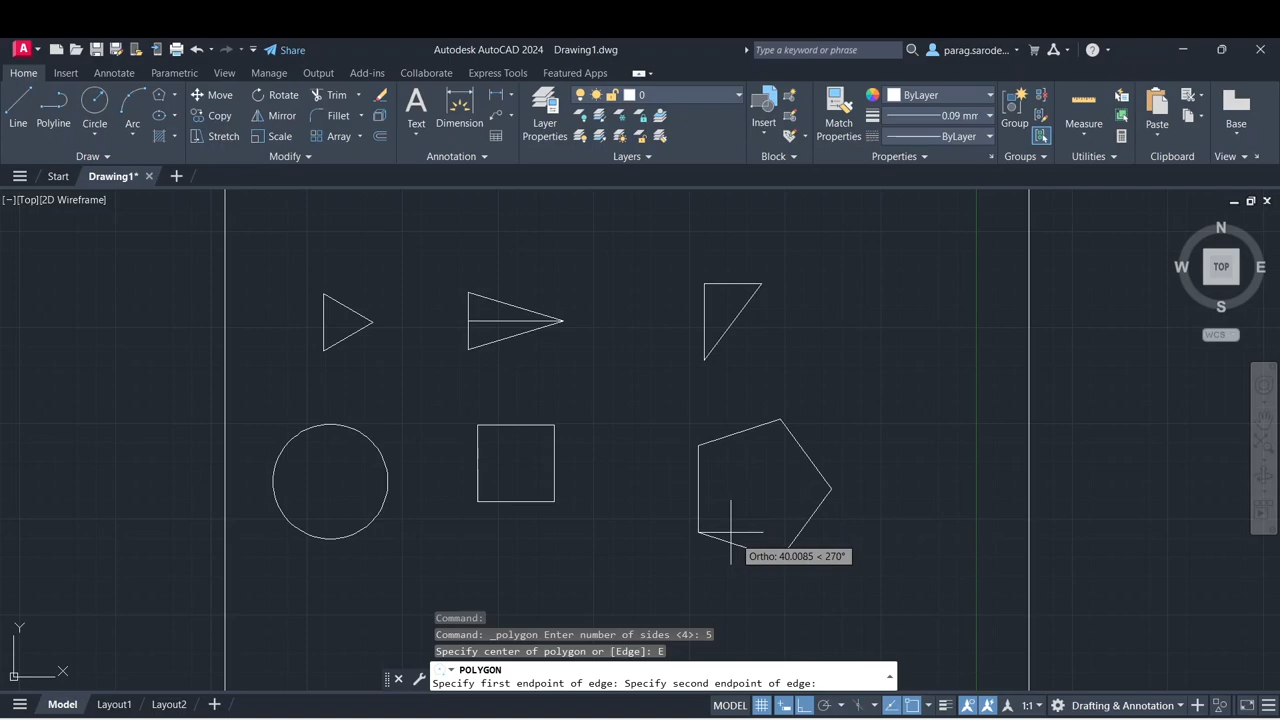 Share
Autodesk AutoCAD 2024 Drawing1.dwg
Type a keyword or phrase
parag.sarode...
Home Insert Annotate Parametric View Manage Output Add-ins Collaborate Express Tools Featured Apps
Line Polyline Circle Arc
Move Rotate Trim
Copy Mirror Fillet
Stretch Scale Array
Text Dimension
Layer Properties
0
Insert
Match Properties
ByLayer
0.09 mm
ByLayer
Group
Measure
Paste
Base
Draw Modify Annotation Layers Block Properties Groups Utilities Clipboard View
Start Drawing1*
[−][Top][2D Wireframe]
N
W TOP E
S
WCS
Ortho: 40.0085 < 270°
Command:
Command: _polygon Enter number of sides <4>: 5
Specify center of polygon or [Edge]: E
POLYGON
Specify first endpoint of edge: Specify second endpoint of edge:
Y
X
Model Layout1 Layout2
MODEL 1:1 Drafting & Annotation